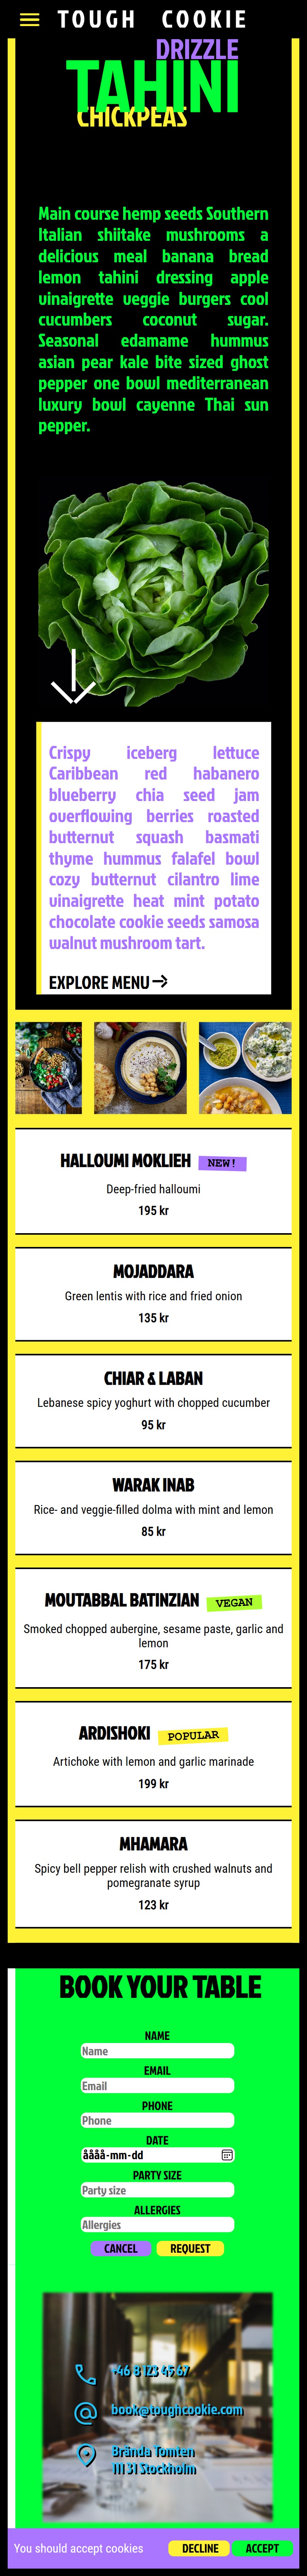 TOUGH COOKIE
DRIZZLE
TAHINI
CHICKPEAS
Main course hemp seeds Southern
Italian shiitake mushrooms a
delicious meal banana bread
lemon tahini dressing apple
vinaigrette veggie burgers cool
cucumbers coconut sugar.
Seasonal edamame hummus
asian pear kale bite sized ghost
pepper one bowl mediterranean
luxury bowl cayenne Thai sun
pepper.
Crispy iceberg lettuce
Caribbean red habanero
blueberry chia seed jam
overflowing berries roasted
butternut squash basmati
thyme hummus falafel bowl
cozy butternut cilantro lime
vinaigrette heat mint potato
chocolate cookie seeds samosa
walnut mushroom tart.
EXPLORE MENU
HALLOUMI MOKLIEH NEW!
Deep-fried halloumi
195 kr
MOJADDARA
Green lentils with rice and fried onion
135 kr
CHIAR & LABAN
Lebanese spicy yoghurt with chopped cucumber
95 kr
WARAK INAB
Rice- and veggie-filled dolma with mint and lemon
85 kr
MOUTABBAL BATINZIAN VEGAN
Smoked chopped aubergine, sesame paste, garlic and
lemon
175 kr
ARDISHOKI POPULAR
Artichoke with lemon and garlic marinade
199 kr
MHAMARA
Spicy bell pepper relish with crushed walnuts and
pomegranate syrup
123 kr
BOOK YOUR TABLE
NAME
Name
EMAIL
Email
PHONE
Phone
DATE
åååå-mm-dd
PARTY SIZE
Party size
ALLERGIES
Allergies
CANCEL REQUEST
+46 8 123 45 67
book@toughcookie.com
Brända Tomten
111 31 Stockholm
You should accept cookies DECLINE ACCEPT